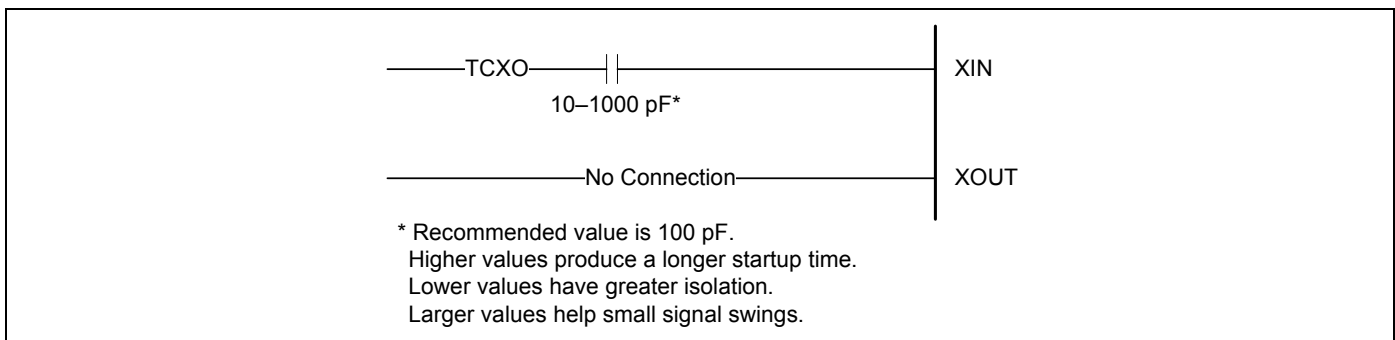 TCXO XIN
10–1000 pF*
No Connection XOUT
* Recommended value is 100 pF.
Higher values produce a longer startup time.
Lower values have greater isolation.
Larger values help small signal swings.